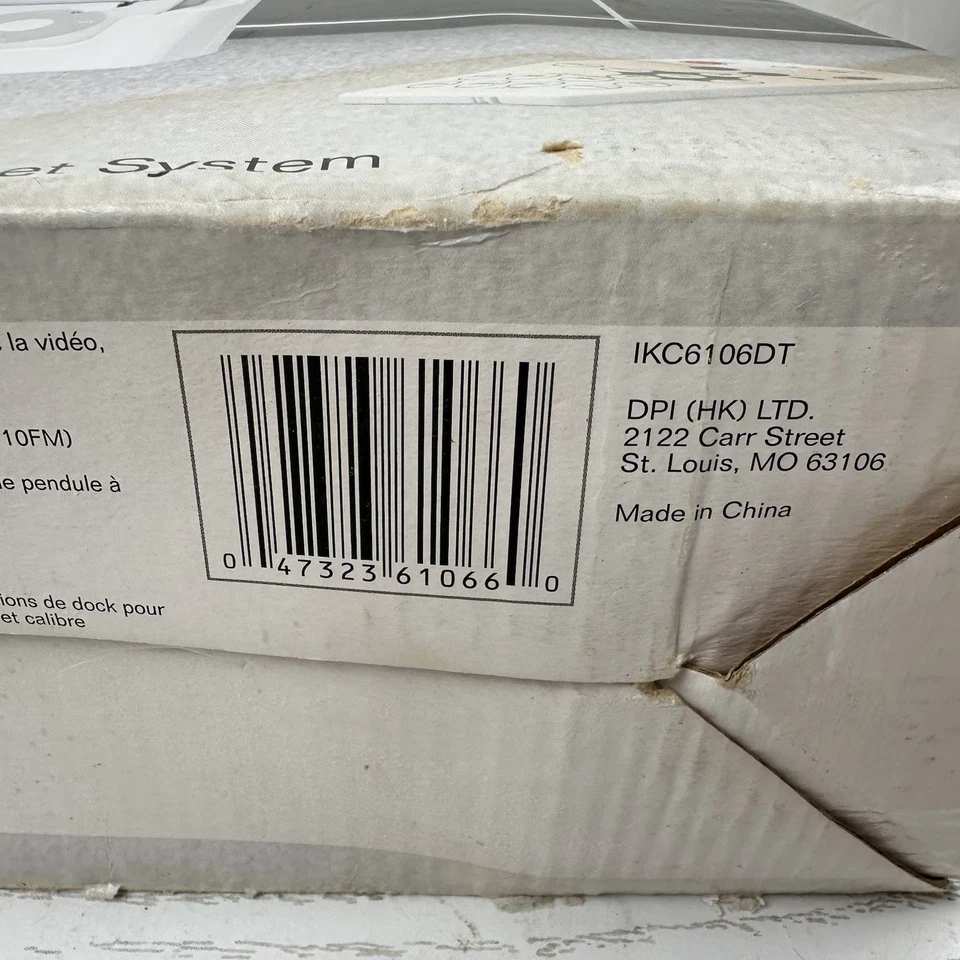 et System
la vidéo,
10FM)
e pendule à
ions de dock pour
et calibre
0 47323 61066 0
IKC6106DT
DPI (HK) LTD.
2122 Carr Street
St. Louis, MO 63106
Made in China